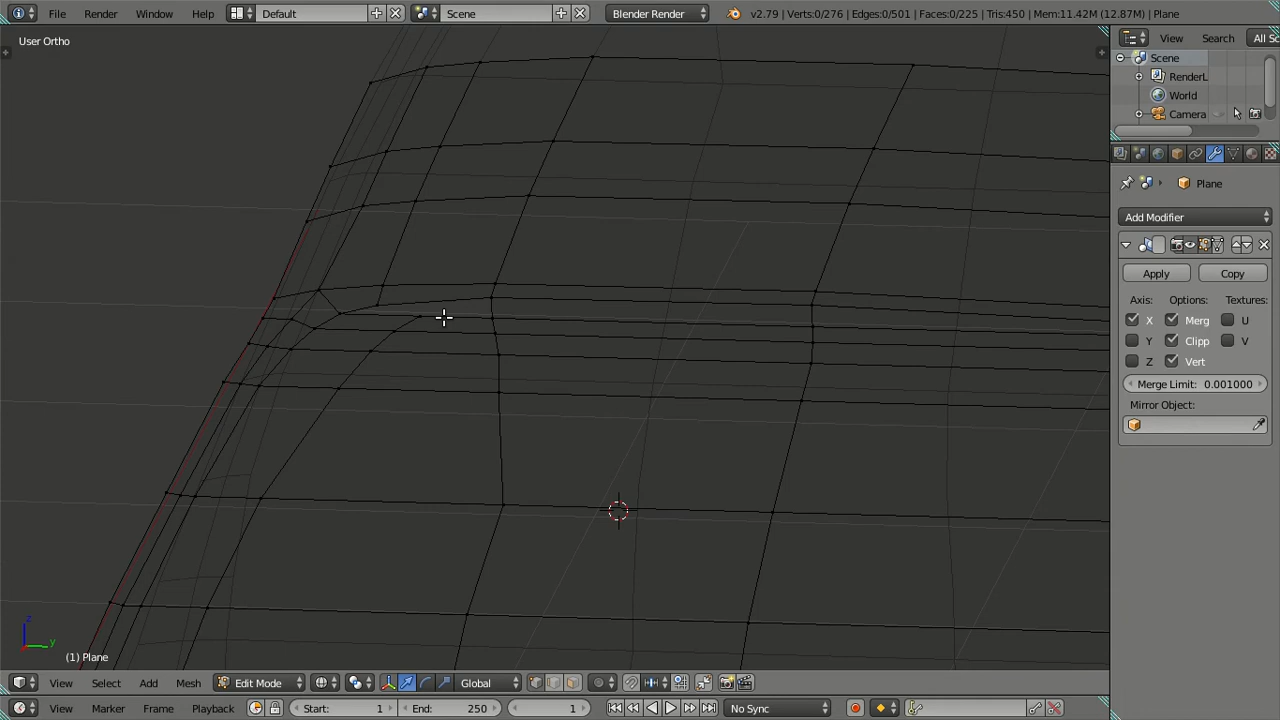 File Render Window Help Default Scene Blender Render v2.79 | Verts:0/276 | Edges:0/501 | Faces:0/225 | Tris:450 | Mem:11.42M (12.87M) | Plane
User Ortho
View Search All Sc
Scene
RenderL
World
Camera
Plane
Add Modifier
Apply Copy
Axis: Options: Textures:
X Merg U
Y Clipp V
Z Vert
Merge Limit: 0.001000
Mirror Object:
z
y
(1) Plane
View Select Add Mesh Edit Mode Global
View Marker Frame Playback Start: 1 End: 250 1 No Sync